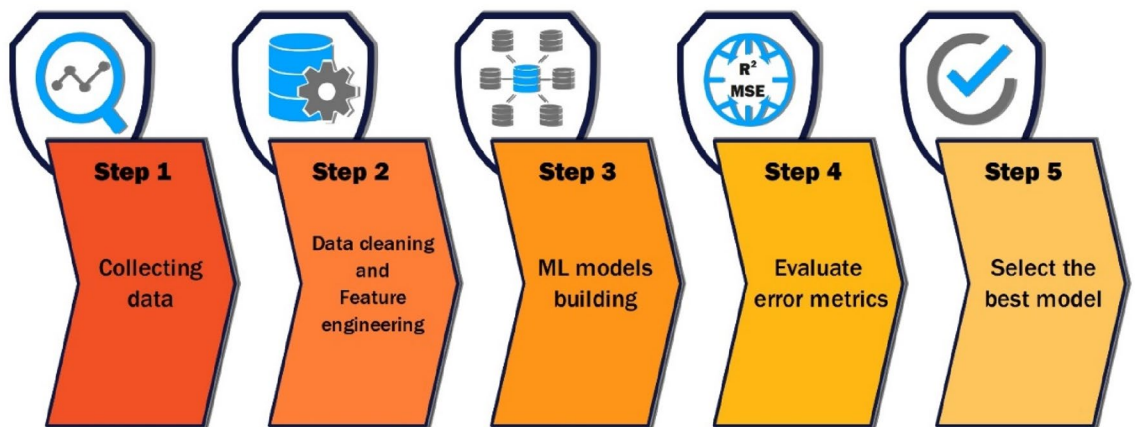 Step 1
Collecting
data
Step 2
Data cleaning
and
Feature
engineering
Step 3
ML models
building
R²
MSE
Step 4
Evaluate
error metrics
Step 5
Select the
best model